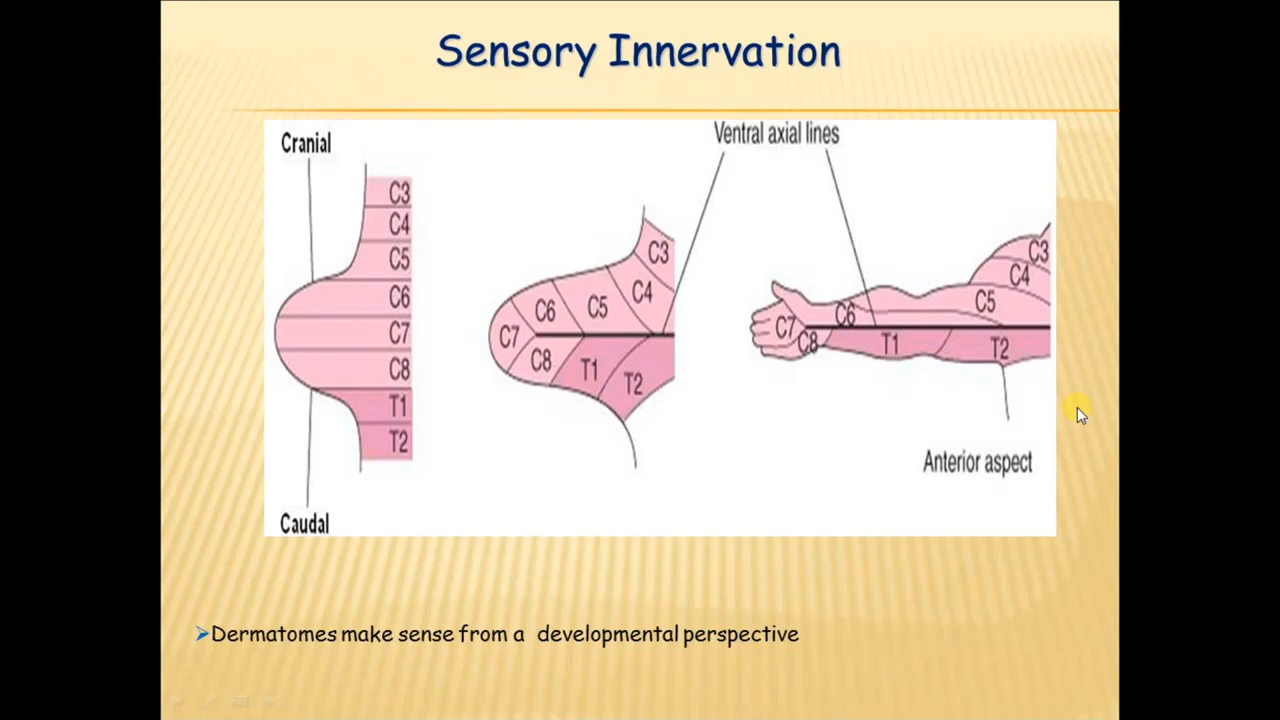 Sensory Innervation
Cranial
C3
C4
C5
C6
C7
C8
T1
T2
Caudal
Ventral axial lines
C3
C4
C5
C6
C7
C8
T1
T2
C3
C4
C5
C6
C7
C8
T1
T2
Anterior aspect
Dermatomes make sense from a developmental perspective